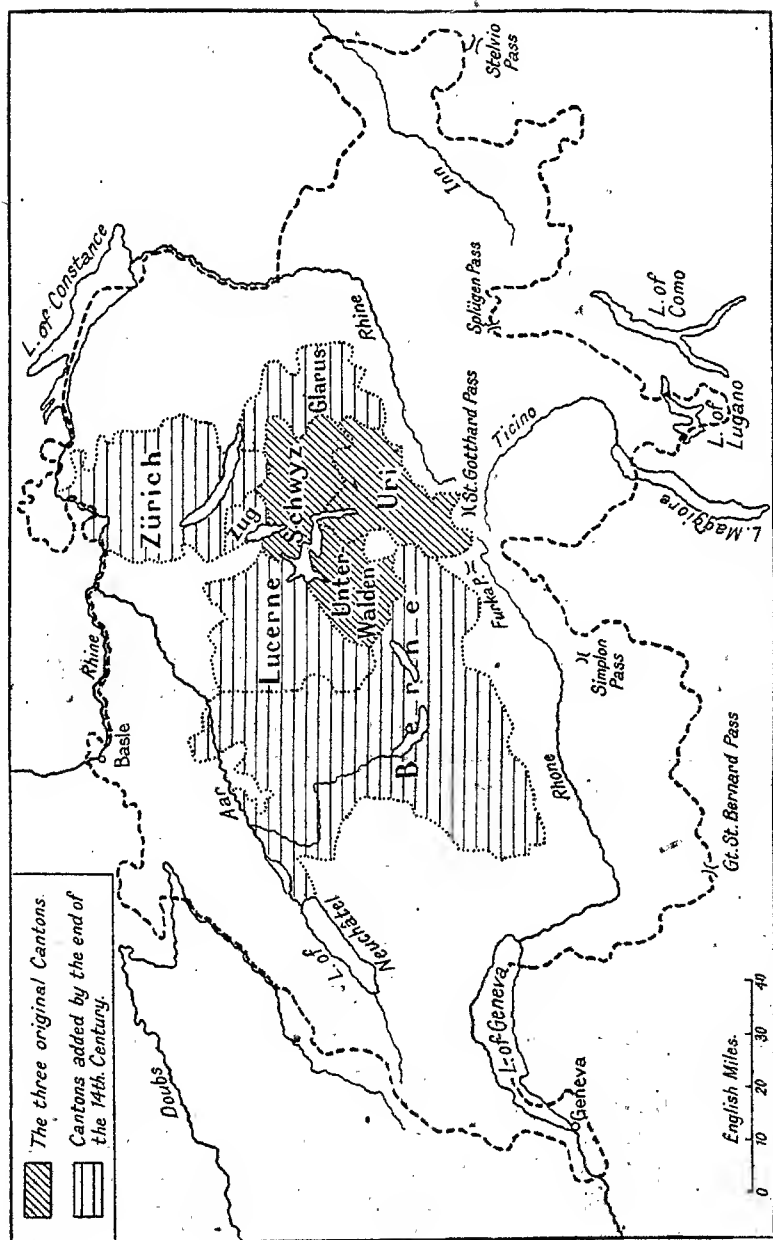 The three original Cantons.
Cantons added by the end of
the 14th. Century.
Doubs
Rhine
Basle
L. of Constance
Zürich
Aar
Zug
Lucerne
Schwyz
Glarus
Rhine
Inn
Stelvio
Pass
Unter-
Walden
Uri
Berne
L. of
Neuchâtel
St. Gotthard Pass
Splügen Pass
Furka P.
Ticino
L. of
Como
L. of
Lugano
L. Maggiore
Simplon
Pass
Rhone
Gt. St. Bernard Pass
L. of Geneva
Geneva
English Miles.
0 10 20 30 40